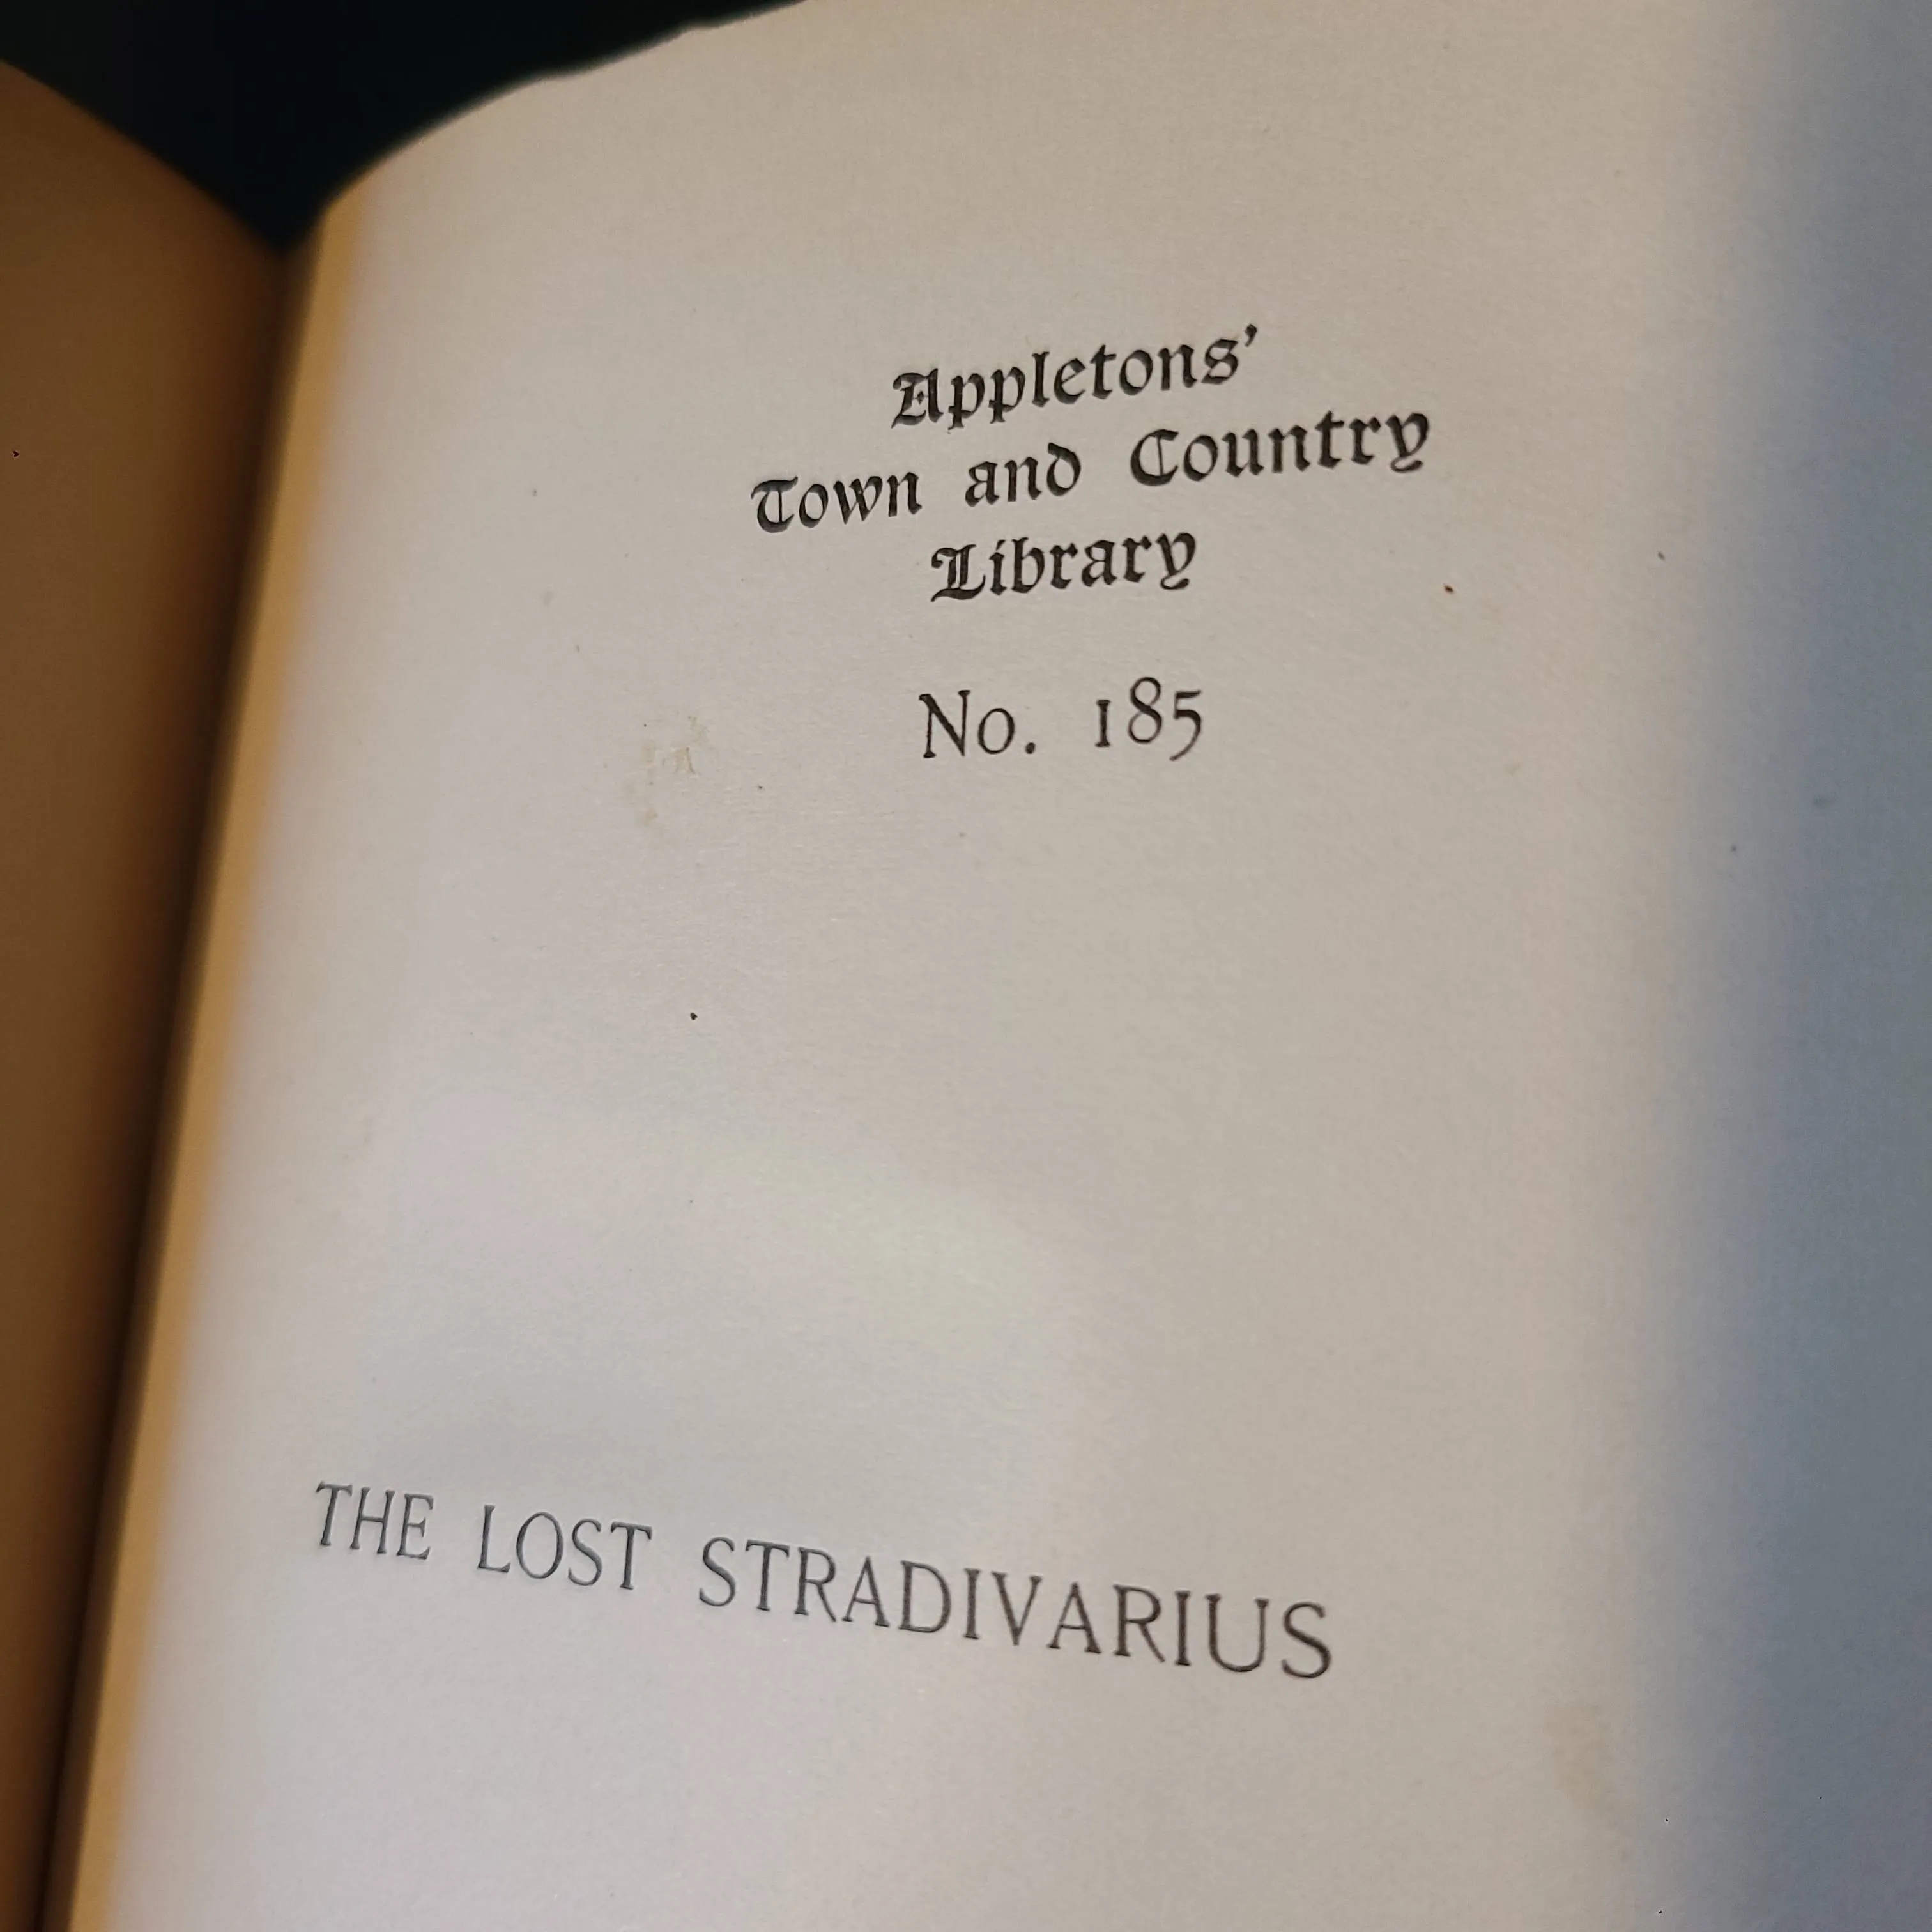 Appletons'
Town and Country
Library
No. 185
THE LOST STRADIVARIUS